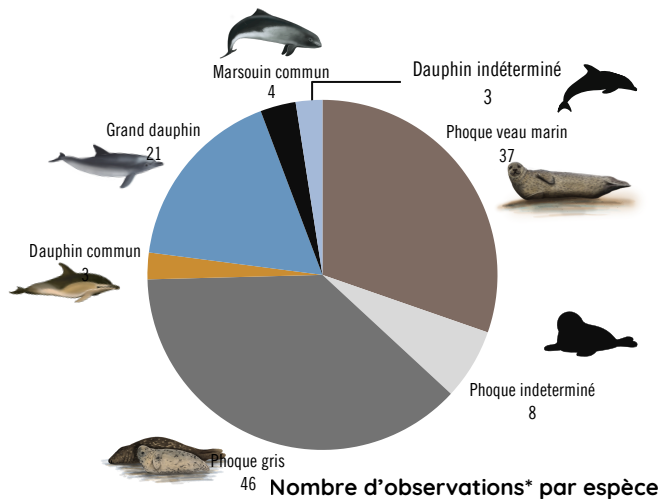 Marsouin commun
4
Dauphin indéterminé
3
Grand dauphin
21
Phoque veau marin
37
Dauphin commun
3
Phoque indeterminé
8
Phoque gris
46
Nombre d'observations* par espèce